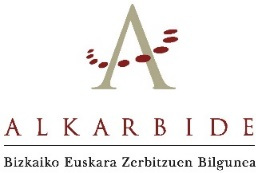 A
ALKARBIDE
Bizkaiko Euskara Zerbitzuen Bilgunea